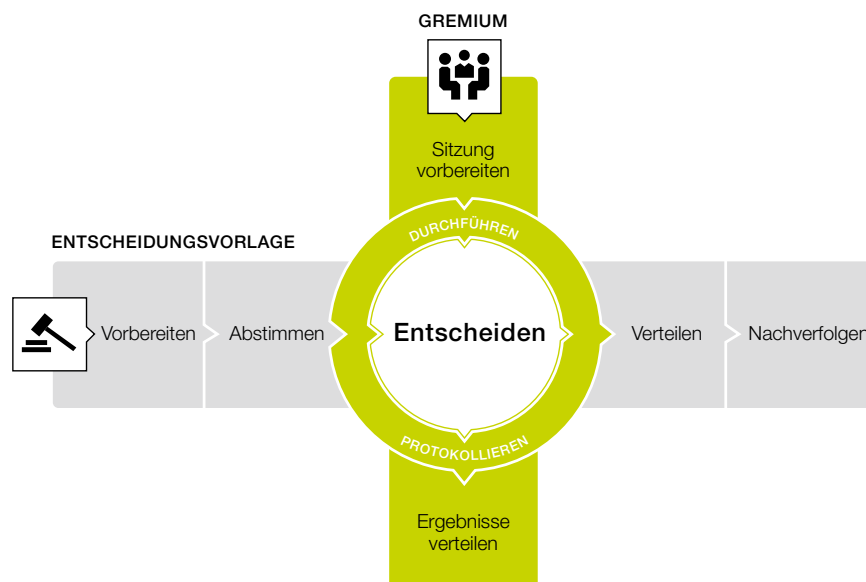 GREMIUM
Sitzung
vorbereiten
DURCHFÜHREN
ENTSCHEIDUNGSVORLAGE
Vorbereiten
Abstimmen
Entscheiden
Verteilen
Nachverfolgen
PROTOKOLLIEREN
Ergebnisse
verteilen